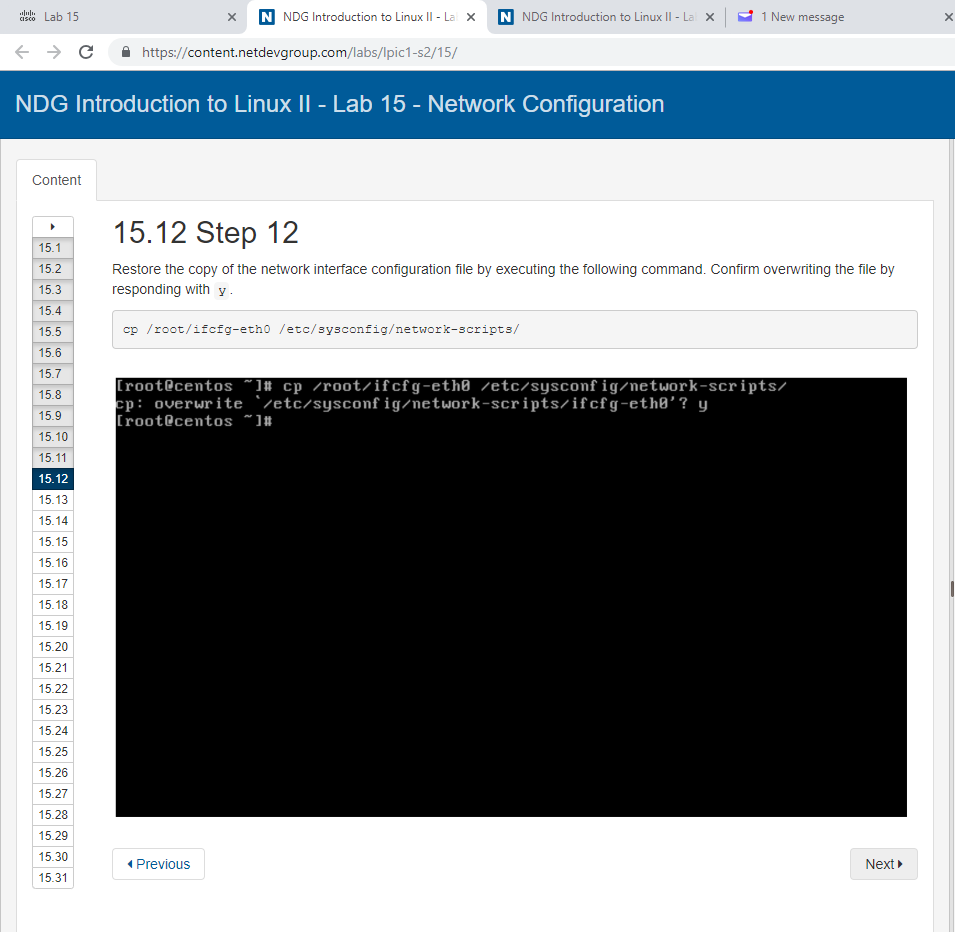 Lab 15
NDG Introduction to Linux II - La
NDG Introduction to Linux II - La
1 New message
https://content.netdevgroup.com/labs/lpic1-s2/15/
NDG Introduction to Linux II - Lab 15 - Network Configuration
Content
15.1
15.2
15.3
15.4
15.5
15.6
15.7
15.8
15.9
15.10
15.11
15.12
15.13
15.14
15.15
15.16
15.17
15.18
15.19
15.20
15.21
15.22
15.23
15.24
15.25
15.26
15.27
15.28
15.29
15.30
15.31
15.12 Step 12
Restore the copy of the network interface configuration file by executing the following command. Confirm overwriting the file by
responding with y .
cp /root/ifcfg-eth0 /etc/sysconfig/network-scripts/
[root@centos ~]# cp /root/ifcfg-eth0 /etc/sysconfig/network-scripts/
cp: overwrite `/etc/sysconfig/network-scripts/ifcfg-eth0'? y
[root@centos ~]#
Previous
Next